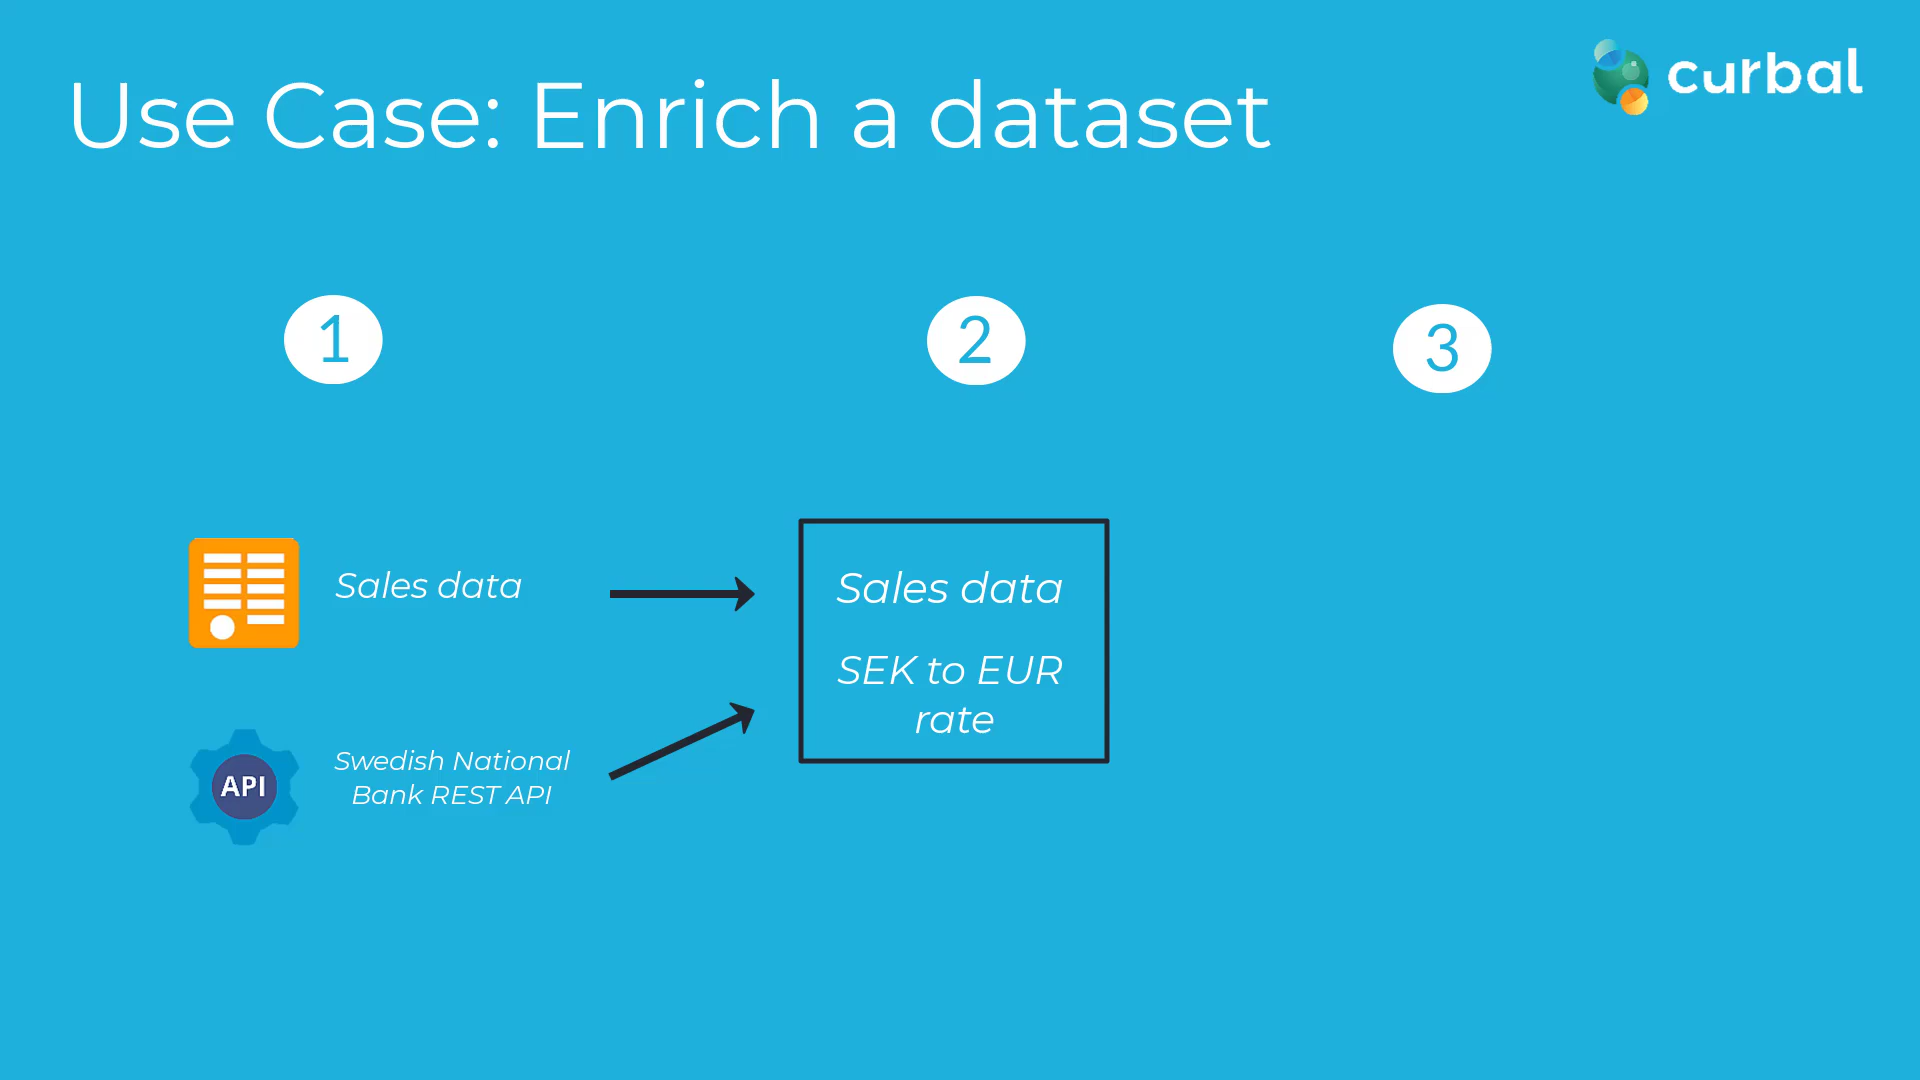 Use Case: Enrich a dataset
curbal
1
2
3
Sales data
API
Swedish National
Bank REST API
Sales data
SEK to EUR
rate